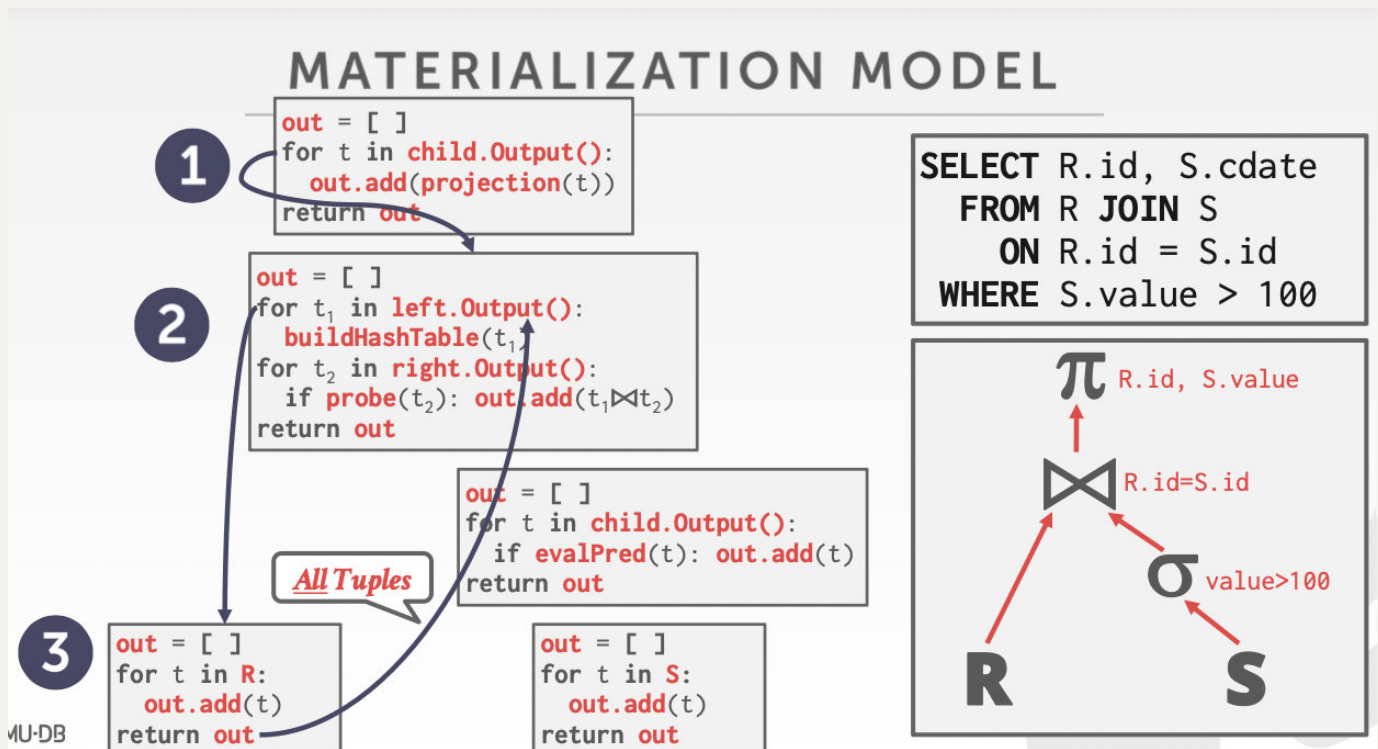 MATERIALIZATION MODEL
1
out = [ ]
for t in child.Output():
out.add(projection(t))
return out
2
out = [ ]
for t₁ in left.Output():
buildHashTable(t₁)
for t₂ in right.Output():
if probe(t₂): out.add(t₁⋈t₂)
return out
out = [ ]
for t in child.Output():
if evalPred(t): out.add(t)
return out
All Tuples
3
out = [ ]
for t in R:
out.add(t)
return out
out = [ ]
for t in S:
out.add(t)
return out
MU·DB
SELECT R.id, S.cdate
FROM R JOIN S
ON R.id = S.id
WHERE S.value > 100
π R.id, S.value
⋈ R.id=S.id
σ value>100
R S